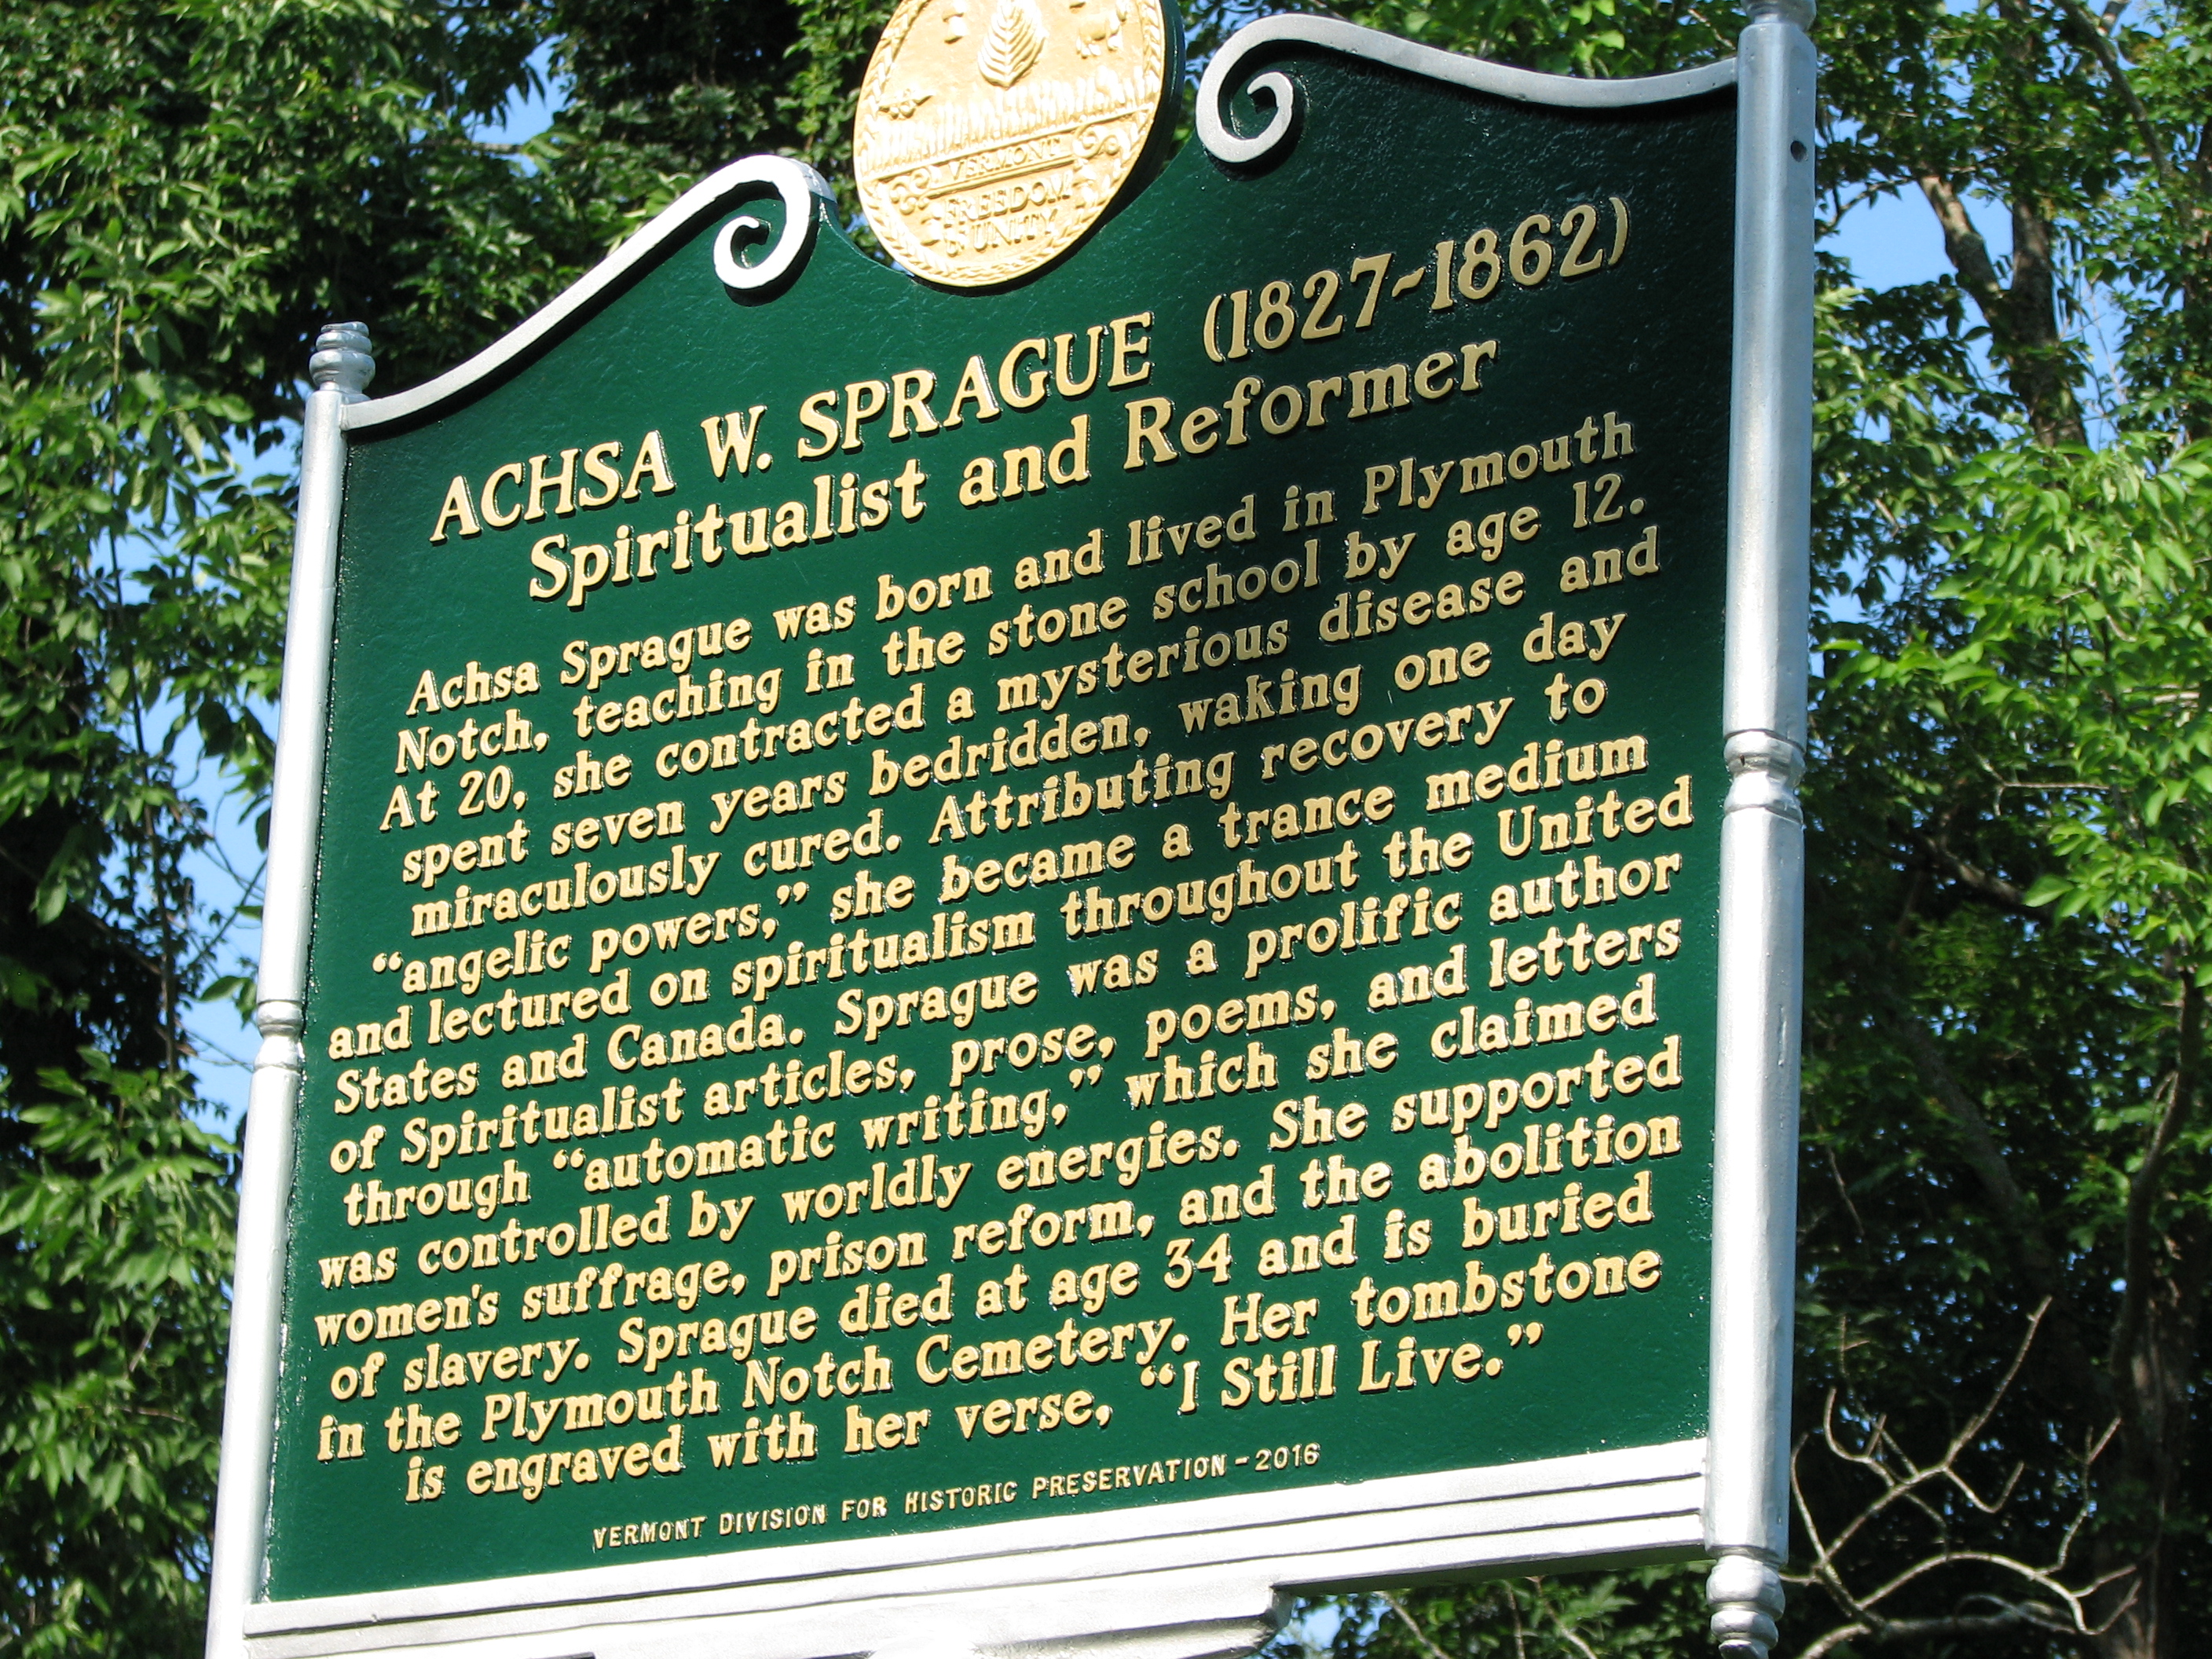 VERMONT
FREEDOM
& UNITY
ACHSA W. SPRAGUE (1827~1862)
Spiritualist and Reformer
Achsa Sprague was born and lived in Plymouth
Notch, teaching in the stone school by age 12.
At 20, she contracted a mysterious disease and
spent seven years bedridden, waking one day
miraculously cured. Attributing recovery to
“angelic powers,” she became a trance medium
and lectured on spiritualism throughout the United
States and Canada. Sprague was a prolific author
of Spiritualist articles, prose, poems, and letters
through “automatic writing,” which she claimed
was controlled by worldly energies. She supported
women's suffrage, prison reform, and the abolition
of slavery. Sprague died at age 34 and is buried
in the Plymouth Notch Cemetery. Her tombstone
is engraved with her verse, “I Still Live.”
VERMONT DIVISION FOR HISTORIC PRESERVATION - 2016